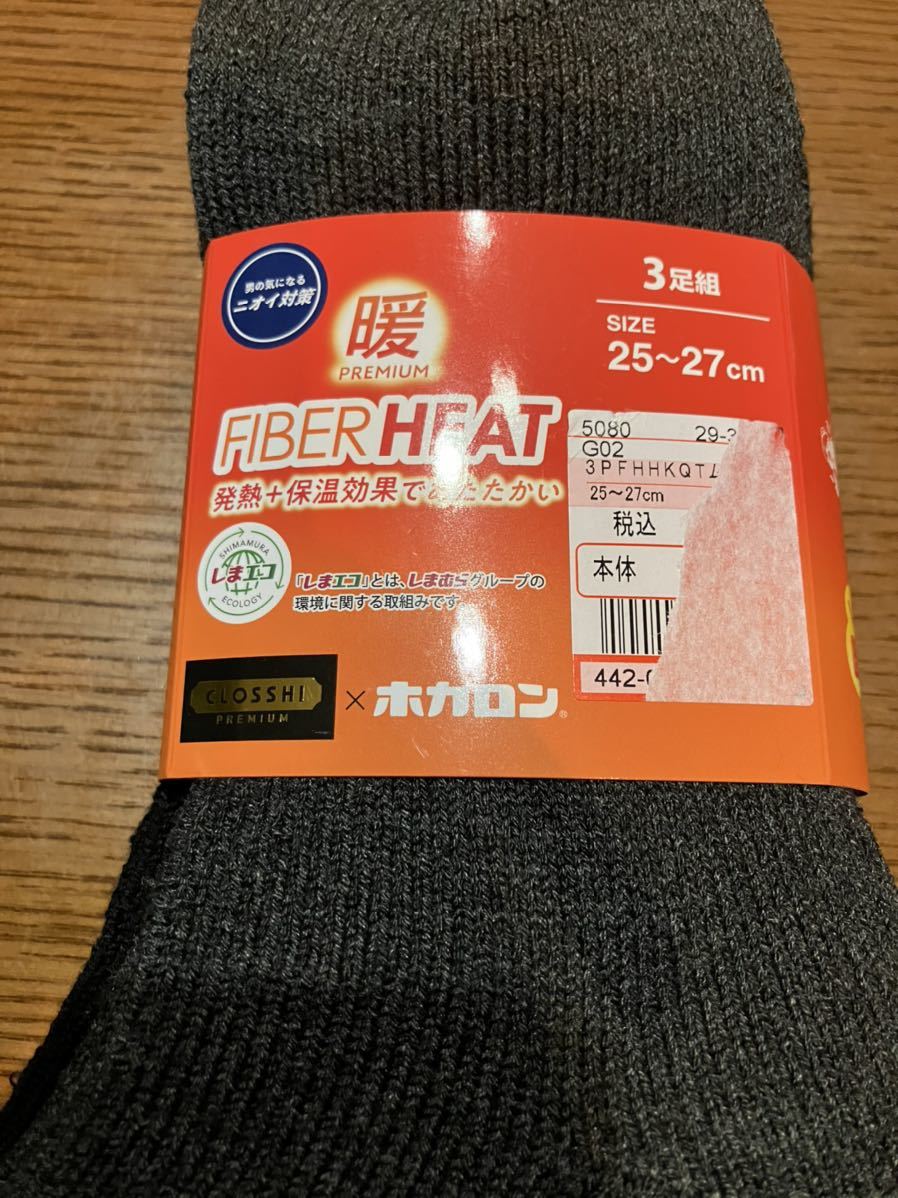 男の気になる
ニオイ対策
暖
PREMIUM
FIBER HEAT
発熱+保温効果であたたかい
SHIMAMURA
しまエコ
ECOLOGY
「しまエコ」とは、しまむらグループの
環境に関する取組みです
CLOSSHI
PREMIUM
×
ホカロン®
3足組
SIZE
25~27cm
5080 29-3
G02
3PFHHKQT
25~27cm
税込
本体
442-